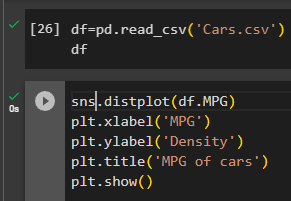 [26] df=pd.read_csv('Cars.csv')
df
0s
sns.distplot(df.MPG)
plt.xlabel('MPG')
plt.ylabel('Density')
plt.title('MPG of cars')
plt.show()